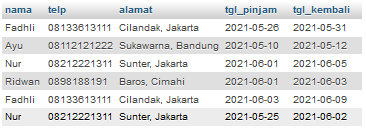 nama telp alamat tgl_pinjam tgl_kembali
Fadhli 08133613111 Cilandak, Jakarta 2021-05-26 2021-05-31
Ayu 08112121222 Sukawarna, Bandung 2021-05-10 2021-05-12
Nur 08212221311 Sunter, Jakarta 2021-06-01 2021-06-05
Ridwan 0898188191 Baros, Cimahi 2021-06-01 2021-06-03
Fadhli 08133613111 Cilandak, Jakarta 2021-06-03 2021-06-09
Nur 08212221311 Sunter, Jakarta 2021-05-25 2021-06-02